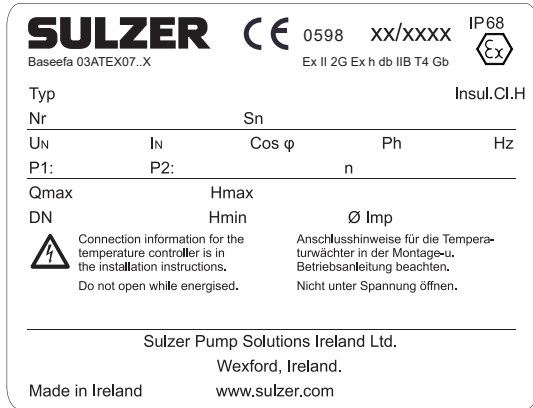 SULZER CE 0598 xx/xxxx IP68
Baseefa 03ATEX07..X Ex II 2G Ex h db IIB T4 Gb Ex
Typ Insul.Cl.H
Nr Sn
UN IN Cos φ Ph Hz
P1: P2: n
Qmax Hmax
DN Hmin Ø Imp
Connection information for the
temperature controller is in
the installation instructions.
Do not open while energised.
Anschlusshinweise für die Tempera-
turwächter in der Montage-u.
Betriebsanleitung beachten.
Nicht unter Spannung öffnen.
Sulzer Pump Solutions Ireland Ltd.
Wexford, Ireland.
Made in Ireland www.sulzer.com